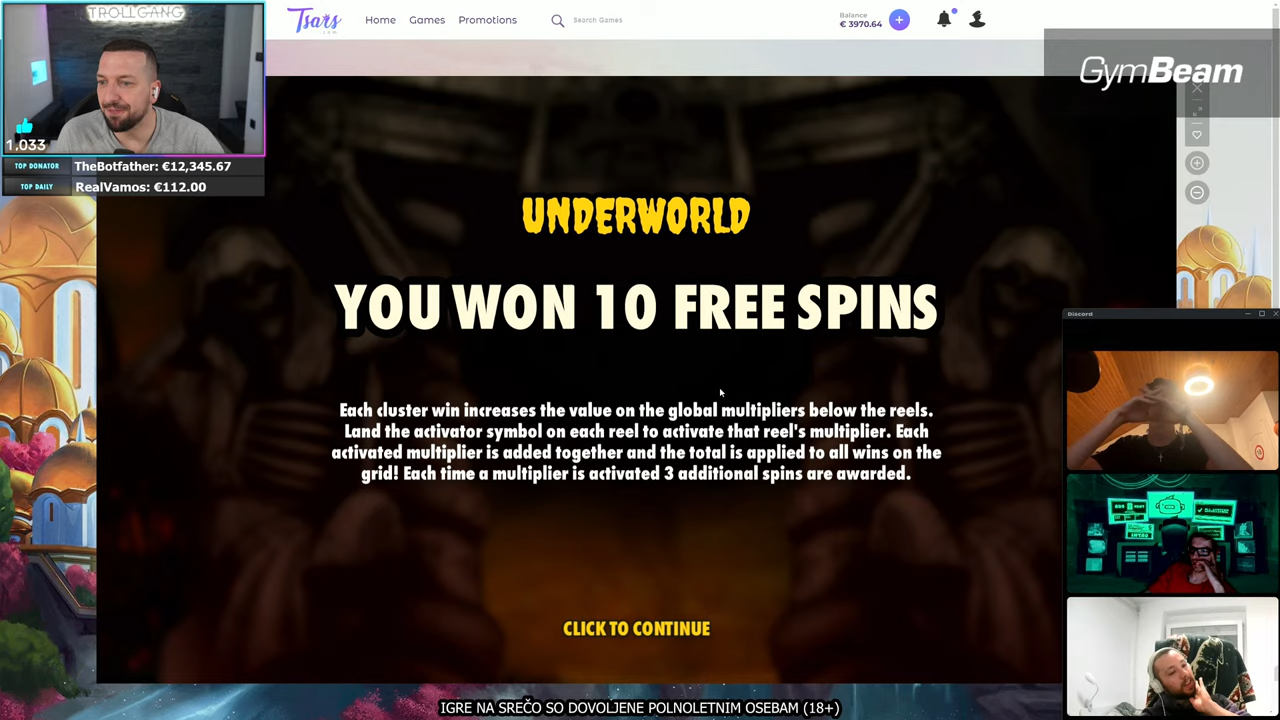 TROLLGANG
1,033
TOP DONATOR
TheBotfather: €12,345.67
TOP DAILY
RealVamos: €112.00
Tsars
.com
Home
Games
Promotions
Search Games
Balance
€ 3970.64
GymBeam
UNDERWORLD
YOU WON 10 FREE SPINS
Each cluster win increases the value on the global multipliers below the reels.
Land the activator symbol on each reel to activate that reel's multiplier. Each
activated multiplier is added together and the total is applied to all wins on the
grid! Each time a multiplier is activated 3 additional spins are awarded.
CLICK TO CONTINUE
Discord
IGRE NA SREČO SO DOVOLJENE POLNOLETNIM OSEBAM (18+)